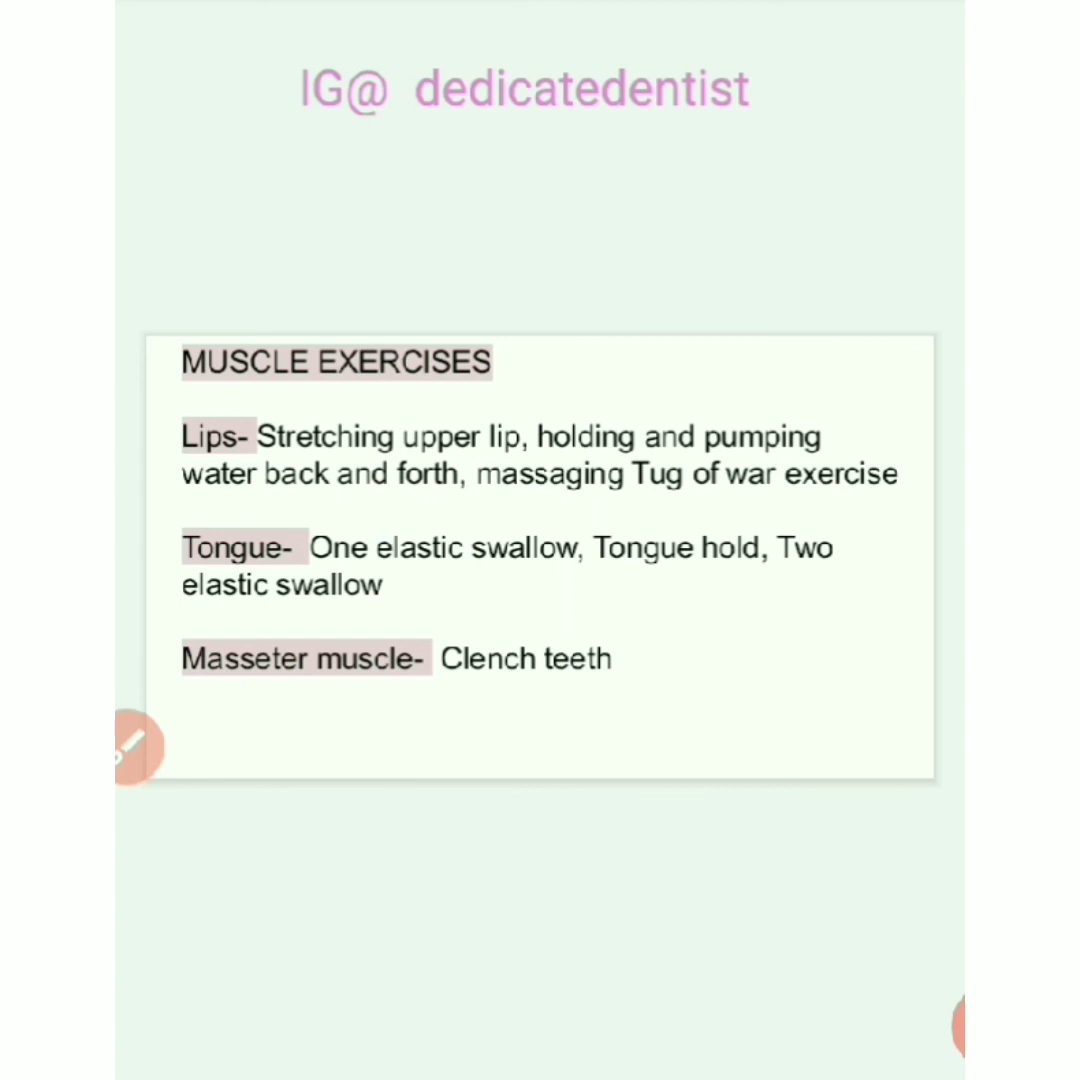 IG@ dedicatedentist
MUSCLE EXERCISES
Lips- Stretching upper lip, holding and pumping
water back and forth, massaging Tug of war exercise
Tongue- One elastic swallow, Tongue hold, Two
elastic swallow
Masseter muscle- Clench teeth